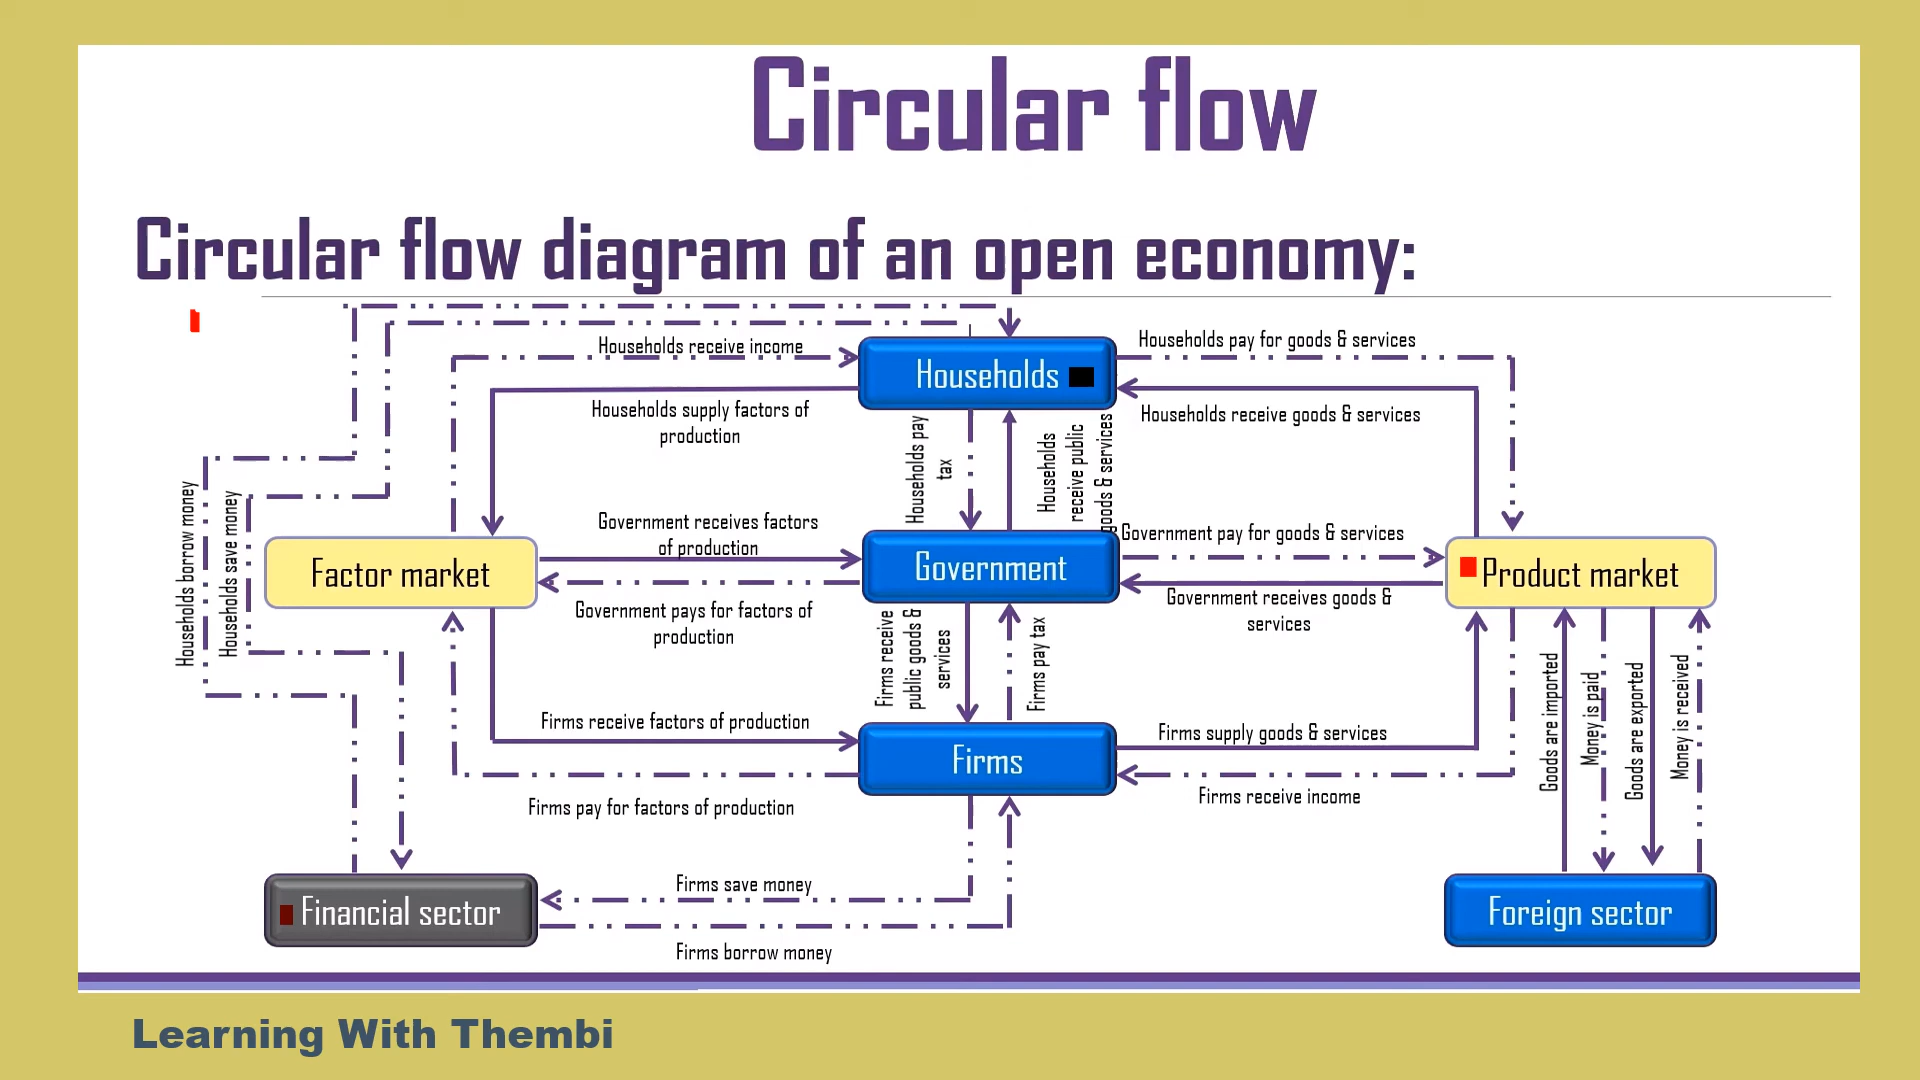 Circular flow
Circular flow diagram of an open economy:
Households receive income
Households pay for goods & services
Households
Households supply factors of
production
Households receive goods & services
Households pay
tax
Households
receive public
goods & services
Households borrow money
Households save money
Government receives factors
of production
Government pay for goods & services
Factor market
Government
Product market
Government pays for factors of
production
Government receives goods &
services
Firms receive
public goods &
services
Firms pay tax
Goods are imported
Money is paid
Goods are exported
Money is received
Firms receive factors of production
Firms supply goods & services
Firms
Firms pay for factors of production
Firms receive income
Firms save money
Financial sector
Foreign sector
Firms borrow money
Learning With Thembi